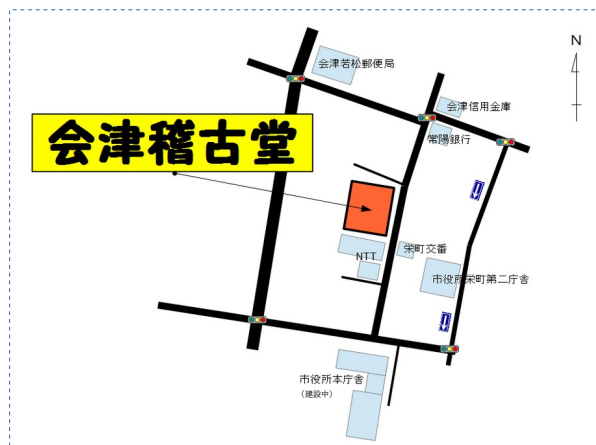 N
会津若松郵便局
会津信用金庫
常陽銀行
会津稽古堂
栄町交番
NTT
市役所栄町第二庁舎
市役所本庁舎
（建設中）